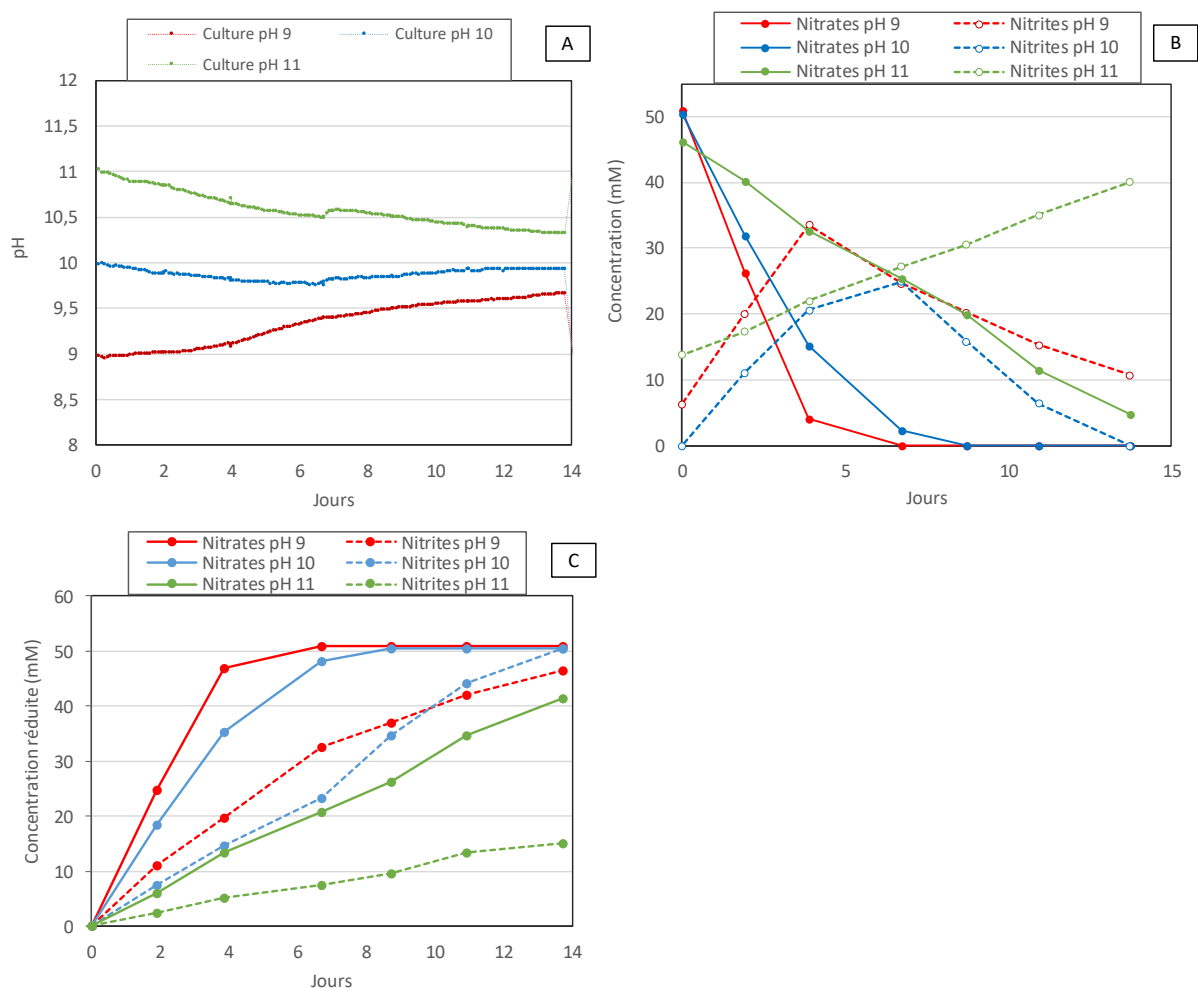 Culture pH 9 Culture pH 10
Culture pH 11
A
12
11,5
11
10,5
10
9,5
9
8,5
8
pH
0 2 4 6 8 10 12 14
Jours
Nitrates pH 9 Nitrites pH 9
Nitrates pH 10 Nitrites pH 10
Nitrates pH 11 Nitrites pH 11
B
50
40
30
20
10
0
Concentration (mM)
0 5 10 15
Jours
Nitrates pH 9 Nitrites pH 9
Nitrates pH 10 Nitrites pH 10
Nitrates pH 11 Nitrites pH 11
C
60
50
40
30
20
10
0
Concentration réduite (mM)
0 2 4 6 8 10 12 14
Jours